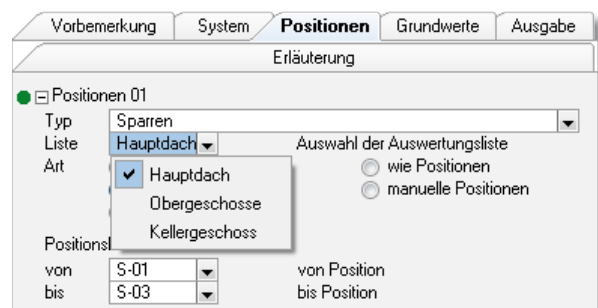 Vorbemerkung System Positionen Grundwerte Ausgabe
Erläuterung
Positionen 01
Typ Sparren
Liste Hauptdach Auswahl der Auswertungsliste
Art wie Positionen
Hauptdach manuelle Positionen
Obergeschosse
Kellergeschoss
von S-01 von Position
bis S-03 bis Position